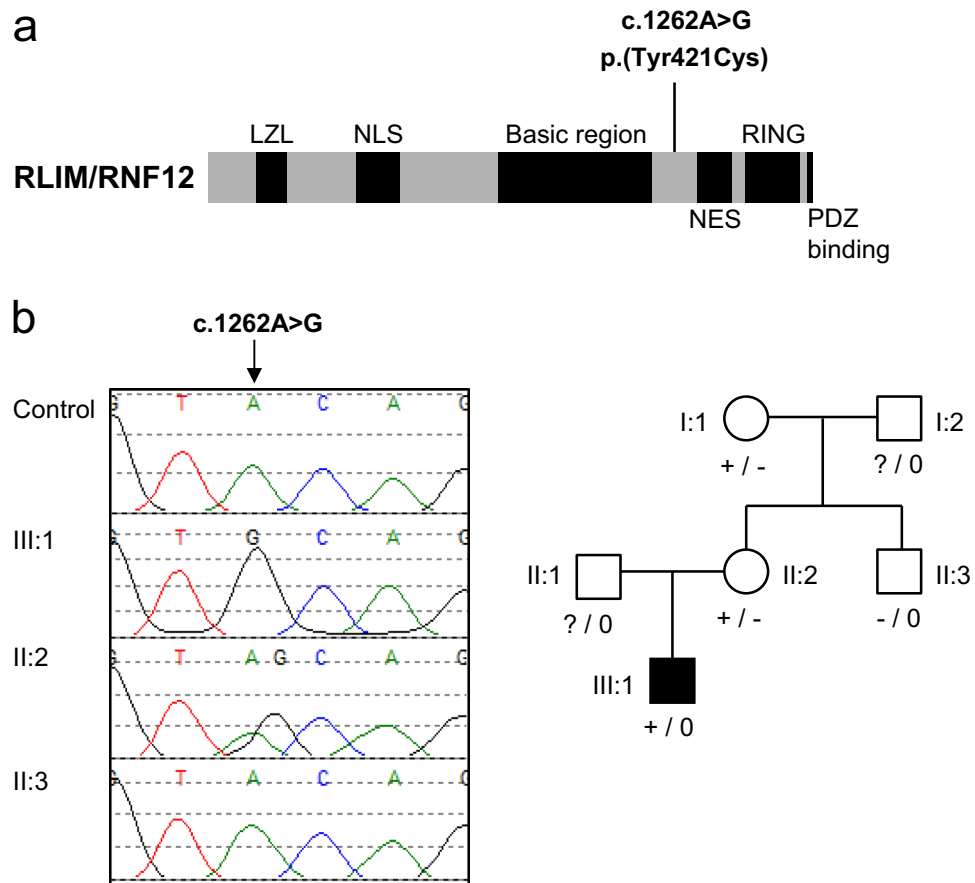 a
c.1262A>G
p.(Tyr421Cys)
LZL NLS Basic region RING
RLIM/RNF12
NES PDZ
binding
b
c.1262A>G
Control
G T A C A G
III:1
G T G C A G
II:2
G T A G C A G
II:3
G T A C A G
I:1 I:2
+ / - ? / 0
II:1 II:2 II:3
? / 0 + / - - / 0
III:1
+ / 0